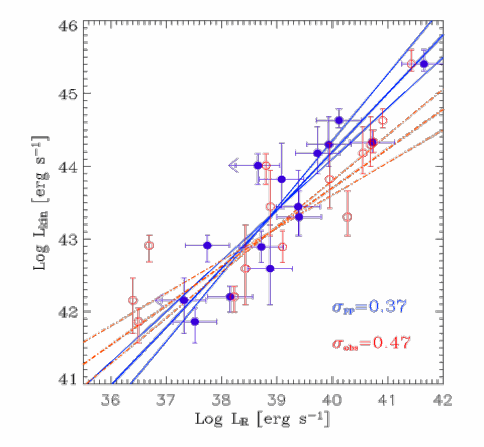 46
45
44
43
42
41
Log L_kin [erg s⁻¹]
σ_FP=0.37
σ_obs=0.47
36 37 38 39 40 41 42
Log L_R [erg s⁻¹]